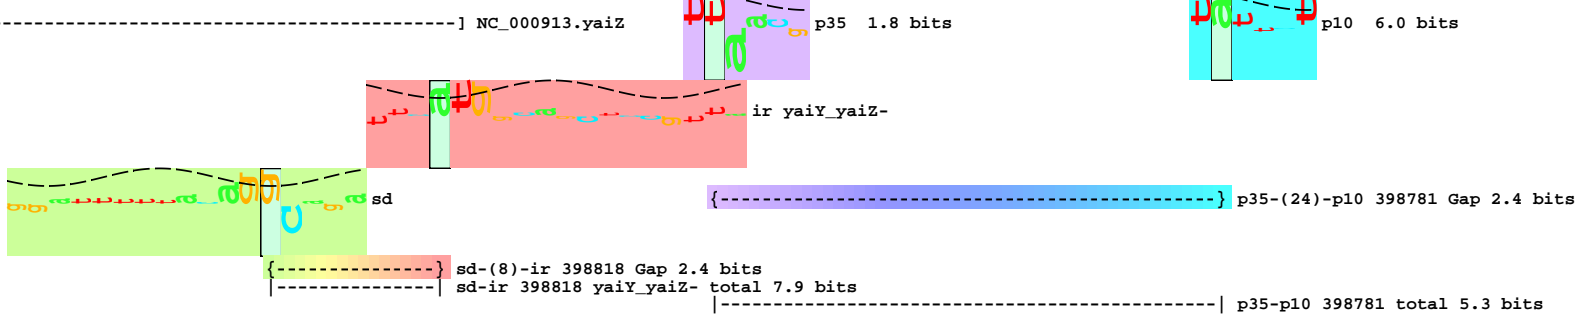 -----------------------------------] NC_000913.yaiZ
p35 1.8 bits
p10 6.0 bits
ir yaiY_yaiZ-
sd
{-----------------------------------------} p35-(24)-p10 398781 Gap 2.4 bits
{-------------} sd-(8)-ir 398818 Gap 2.4 bits
|-------------| sd-ir 398818 yaiY_yaiZ- total 7.9 bits
|-----------------------------------------| p35-p10 398781 total 5.3 bits